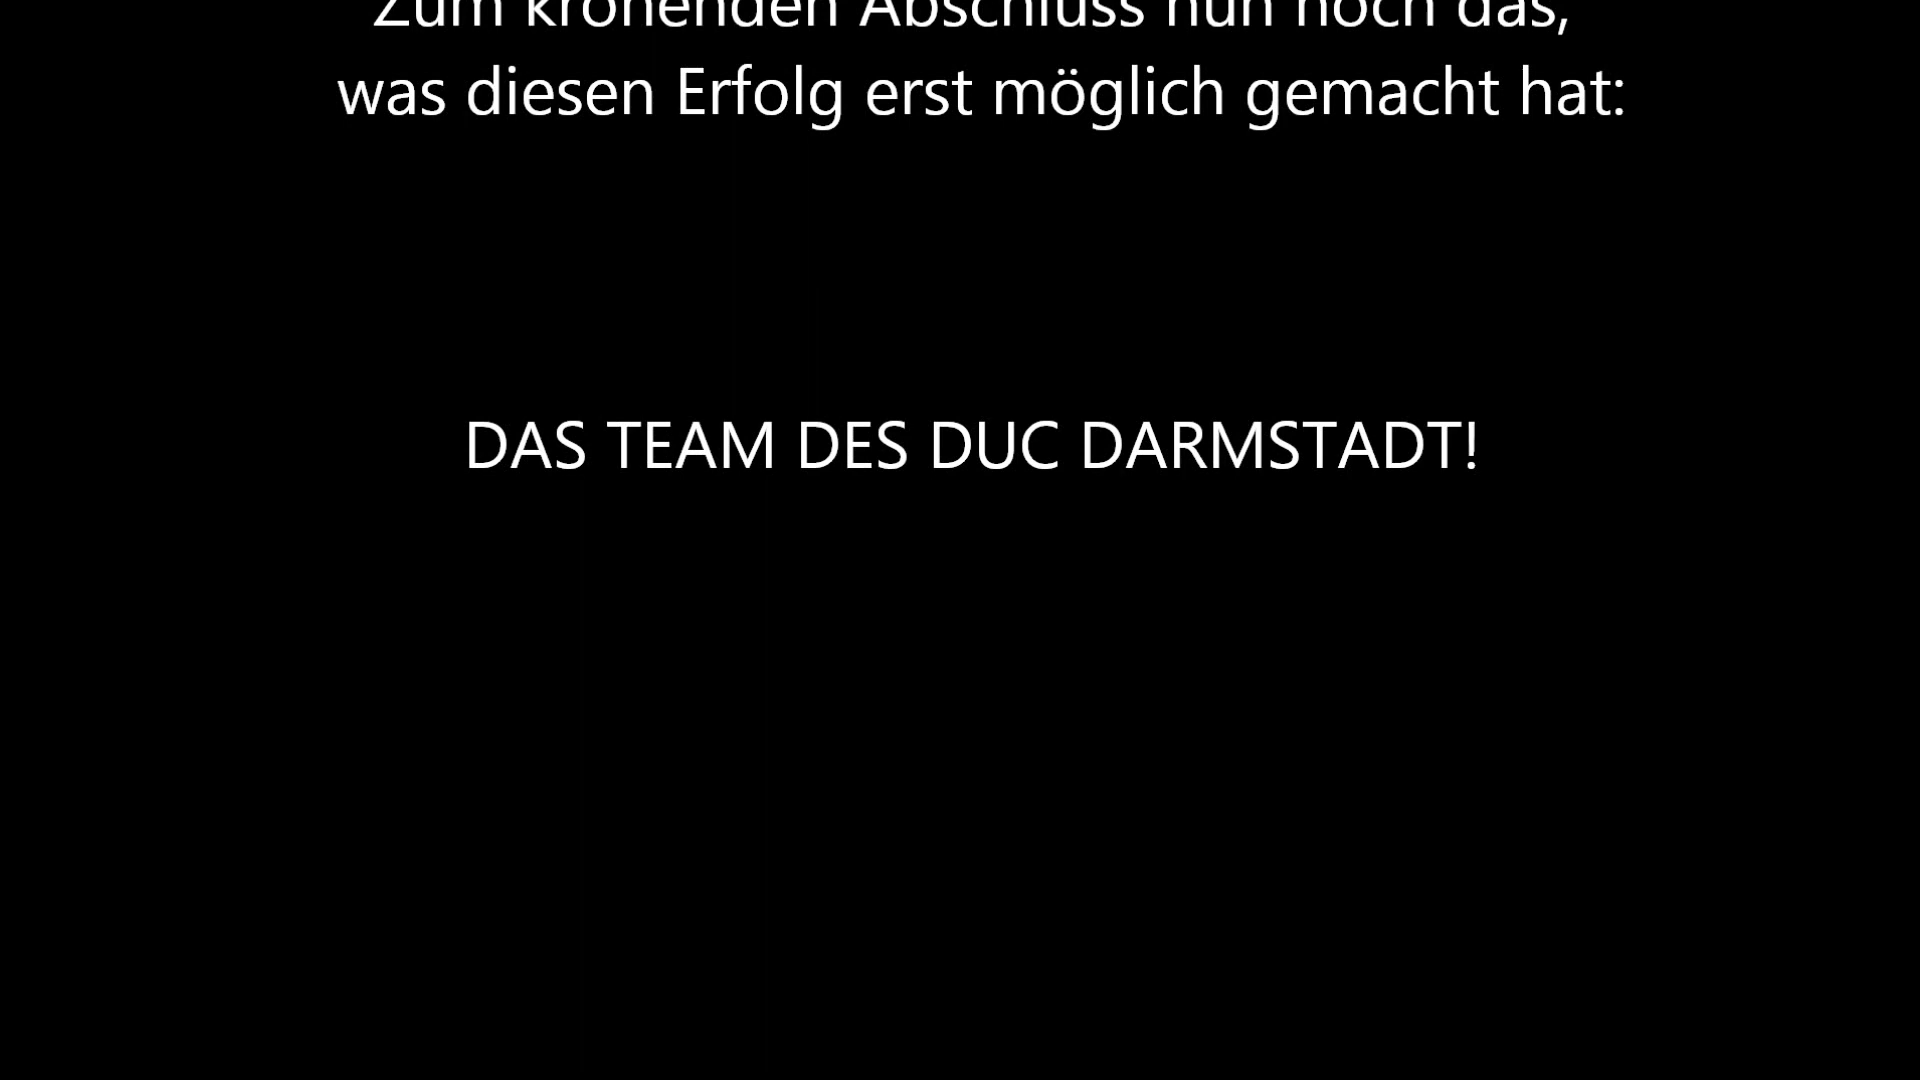 Zum krönenden Abschluss nun noch das,
was diesen Erfolg erst möglich gemacht hat:
DAS TEAM DES DUC DARMSTADT!